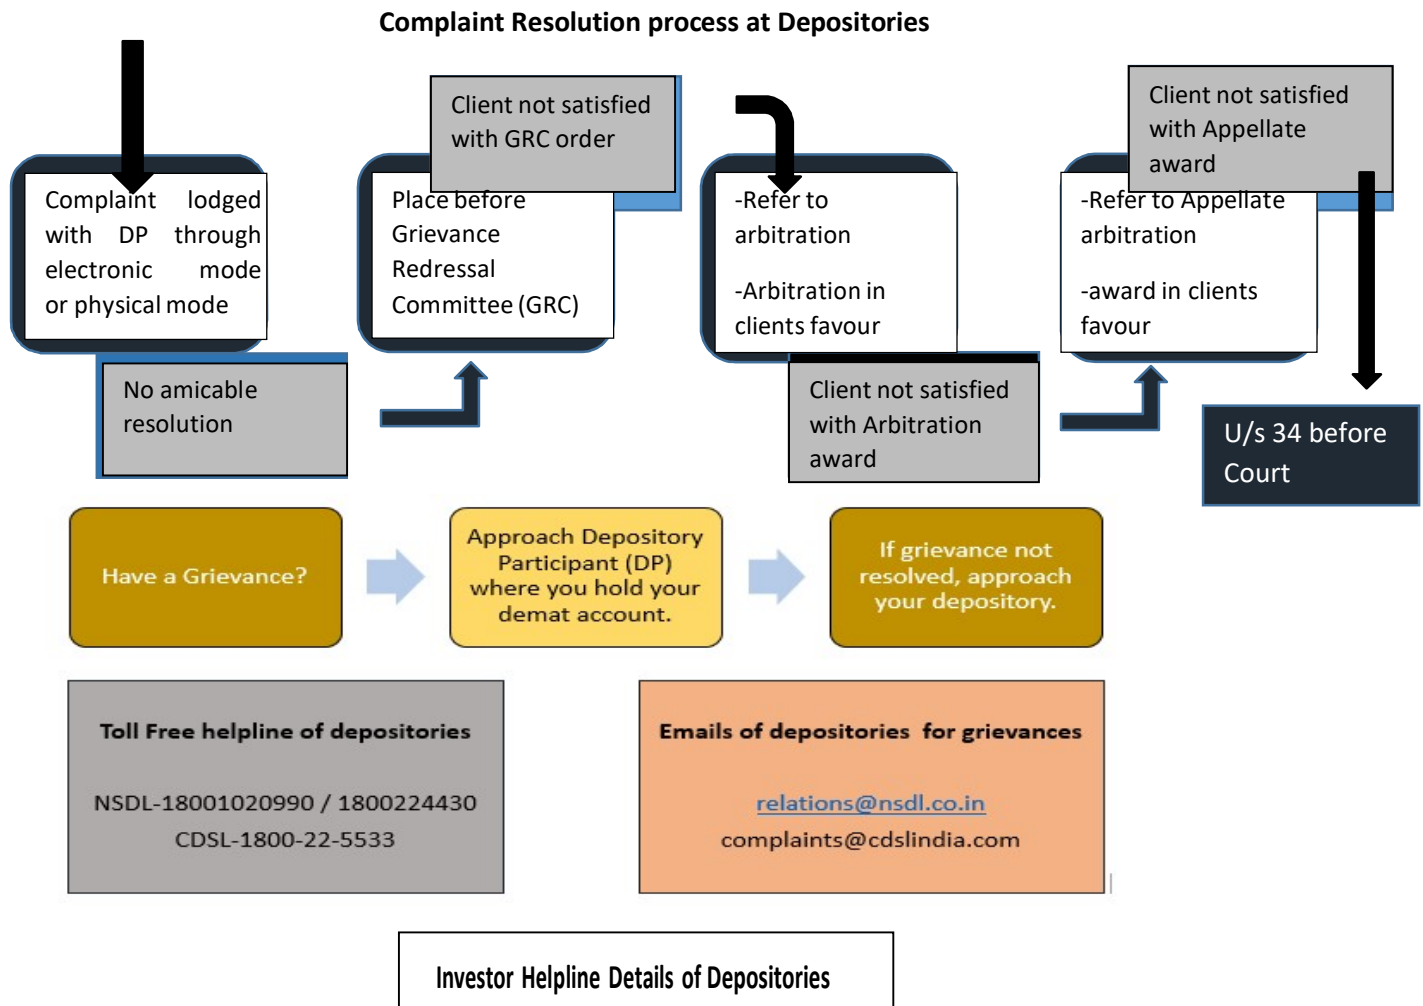 Complaint Resolution process at Depositories
Complaint lodged
with DP through
electronic mode
or physical mode
No amicable
resolution
Place before
Grievance
Redressal
Committee (GRC)
Client not satisfied
with GRC order
-Refer to
arbitration
-Arbitration in
clients favour
Client not satisfied
with Arbitration
award
-Refer to Appellate
arbitration
-award in clients
favour
Client not satisfied
with Appellate
award
U/s 34 before
Court
Have a Grievance?
Approach Depository
Participant (DP)
where you hold your
demat account.
If grievance not
resolved, approach
your depository.
Toll Free helpline of depositories
NSDL-18001020990 / 1800224430
CDSL-1800-22-5533
Emails of depositories for grievances
relations@nsdl.co.in
complaints@cdslindia.com
Investor Helpline Details of Depositories